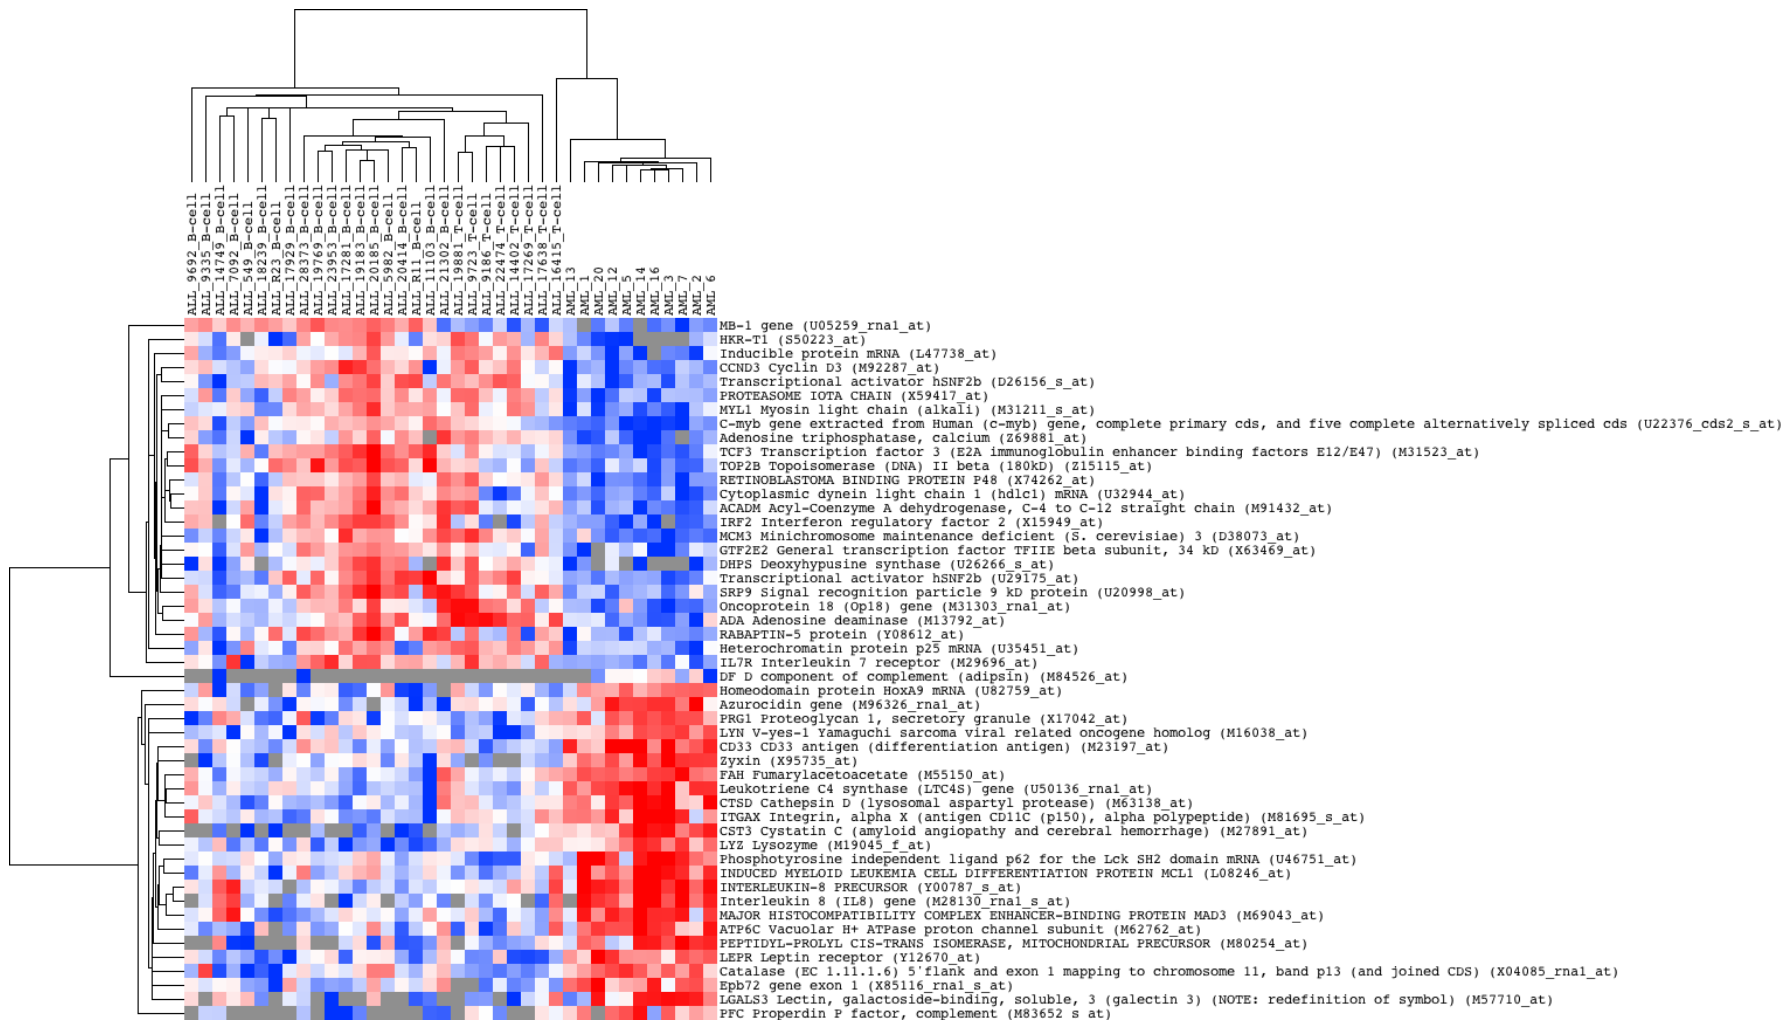 ALL_9692_B-cell
ALL_9335_B-cell
ALL_14749_B-cell
ALL_7092_B-cell
ALL_549_B-cell
ALL_18239_B-cell
ALL_R23_B-cell
ALL_17929_B-cell
ALL_28373_B-cell
ALL_19769_B-cell
ALL_23953_B-cell
ALL_17281_B-cell
ALL_19183_B-cell
ALL_20185_B-cell
ALL_5982_B-cell
ALL_20414_B-cell
ALL_R11_B-cell
ALL_11103_B-cell
ALL_21302_B-cell
ALL_19881_T-cell
ALL_9723_T-cell
ALL_9186_T-cell
ALL_22474_T-cell
ALL_14402_T-cell
ALL_17269_T-cell
ALL_17638_T-cell
ALL_16415_T-cell
AML_13
AML_1
AML_20
AML_12
AML_5
AML_14
AML_16
AML_3
AML_7
AML_2
AML_6
MB-1 gene (U05259_rna1_at)
HKR-T1 (S50223_at)
Inducible protein mRNA (L47738_at)
CCND3 Cyclin D3 (M92287_at)
Transcriptional activator hSNF2b (D26156_s_at)
PROTEASOME IOTA CHAIN (X59417_at)
MYL1 Myosin light chain (alkali) (M31211_s_at)
C-myb gene extracted from Human (c-myb) gene, complete primary cds, and five complete alternatively spliced cds (U22376_cds2_s_at)
Adenosine triphosphatase, calcium (Z69881_at)
TCF3 Transcription factor 3 (E2A immunoglobulin enhancer binding factors E12/E47) (M31523_at)
TOP2B Topoisomerase (DNA) II beta (180kD) (Z15115_at)
RETINOBLASTOMA BINDING PROTEIN P48 (X74262_at)
Cytoplasmic dynein light chain 1 (hdlc1) mRNA (U32944_at)
ACADM Acyl-Coenzyme A dehydrogenase, C-4 to C-12 straight chain (M91432_at)
IRF2 Interferon regulatory factor 2 (X15949_at)
MCM3 Minichromosome maintenance deficient (S. cerevisiae) 3 (D38073_at)
GTF2E2 General transcription factor TFIIE beta subunit, 34 kD (X63469_at)
DHPS Deoxyhypusine synthase (U26266_s_at)
Transcriptional activator hSNF2b (U29175_at)
SRP9 Signal recognition particle 9 kD protein (U20998_at)
Oncoprotein 18 (Op18) gene (M31303_rna1_at)
ADA Adenosine deaminase (M13792_at)
RABAPTIN-5 protein (Y08612_at)
Heterochromatin protein p25 mRNA (U35451_at)
IL7R Interleukin 7 receptor (M29696_at)
DF D component of complement (adipsin) (M84526_at)
Homeodomain protein HoxA9 mRNA (U82759_at)
Azurocidin gene (M96326_rna1_at)
PRG1 Proteoglycan 1, secretory granule (X17042_at)
LYN V-yes-1 Yamaguchi sarcoma viral related oncogene homolog (M16038_at)
CD33 CD33 antigen (differentiation antigen) (M23197_at)
Zyxin (X95735_at)
FAH Fumarylacetoacetate (M55150_at)
Leukotriene C4 synthase (LTC4S) gene (U50136_rna1_at)
CTSD Cathepsin D (lysosomal aspartyl protease) (M63138_at)
ITGAX Integrin, alpha X (antigen CD11C (p150), alpha polypeptide) (M81695_s_at)
CST3 Cystatin C (amyloid angiopathy and cerebral hemorrhage) (M27891_at)
LYZ Lysozyme (M19045_f_at)
Phosphotyrosine independent ligand p62 for the Lck SH2 domain mRNA (U46751_at)
INDUCED MYELOID LEUKEMIA CELL DIFFERENTIATION PROTEIN MCL1 (L08246_at)
INTERLEUKIN-8 PRECURSOR (Y00787_s_at)
Interleukin 8 (IL8) gene (M28130_rna1_s_at)
MAJOR HISTOCOMPATIBILITY COMPLEX ENHANCER-BINDING PROTEIN MAD3 (M69043_at)
ATP6C Vacuolar H+ ATPase proton channel subunit (M62762_at)
PEPTIDYL-PROLYL CIS-TRANS ISOMERASE, MITOCHONDRIAL PRECURSOR (M80254_at)
LEPR Leptin receptor (Y12670_at)
Catalase (EC 1.11.1.6) 5'flank and exon 1 mapping to chromosome 11, band p13 (and joined CDS) (X04085_rna1_at)
Epb72 gene exon 1 (X85116_rna1_s_at)
LGALS3 Lectin, galactoside-binding, soluble, 3 (galectin 3) (NOTE: redefinition of symbol) (M57710_at)
PFC Properdin P factor, complement (M83652_s_at)